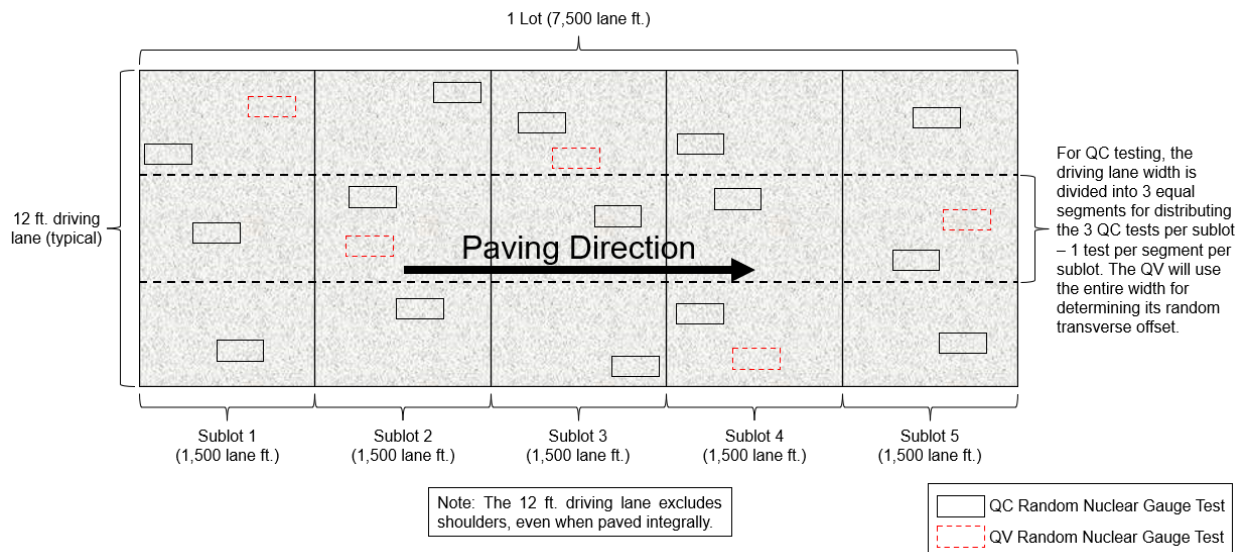 1 Lot (7,500 lane ft.)
12 ft. driving
lane (typical)
Paving Direction
For QC testing, the
driving lane width is
divided into 3 equal
segments for distributing
the 3 QC tests per sublot
– 1 test per segment per
sublot. The QV will use
the entire width for
determining its random
transverse offset.
Sublot 1
(1,500 lane ft.)
Sublot 2
(1,500 lane ft.)
Sublot 3
(1,500 lane ft.)
Sublot 4
(1,500 lane ft.)
Sublot 5
(1,500 lane ft.)
Note: The 12 ft. driving lane excludes
shoulders, even when paved integrally.
QC Random Nuclear Gauge Test
QV Random Nuclear Gauge Test